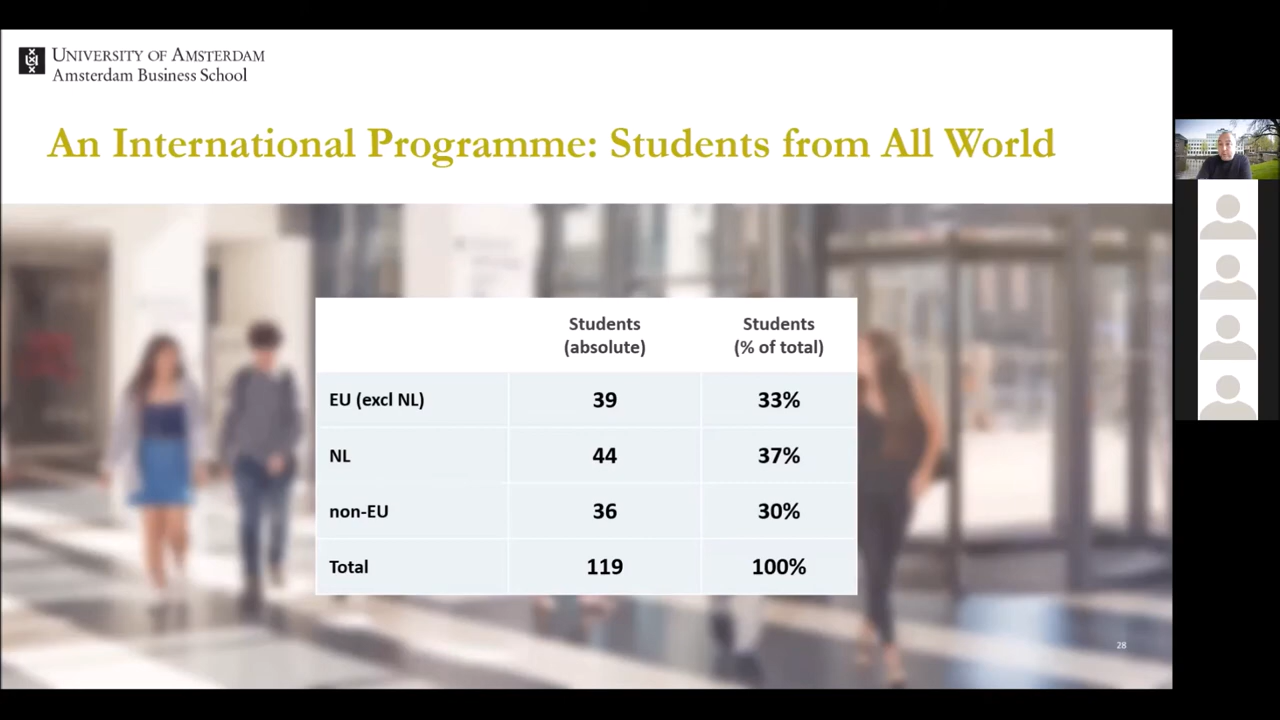 UNIVERSITY OF AMSTERDAM
Amsterdam Business School
An International Programme: Students from All World
Students (absolute) Students (% of total)
EU (excl NL) 39 33%
NL 44 37%
non-EU 36 30%
Total 119 100%
28